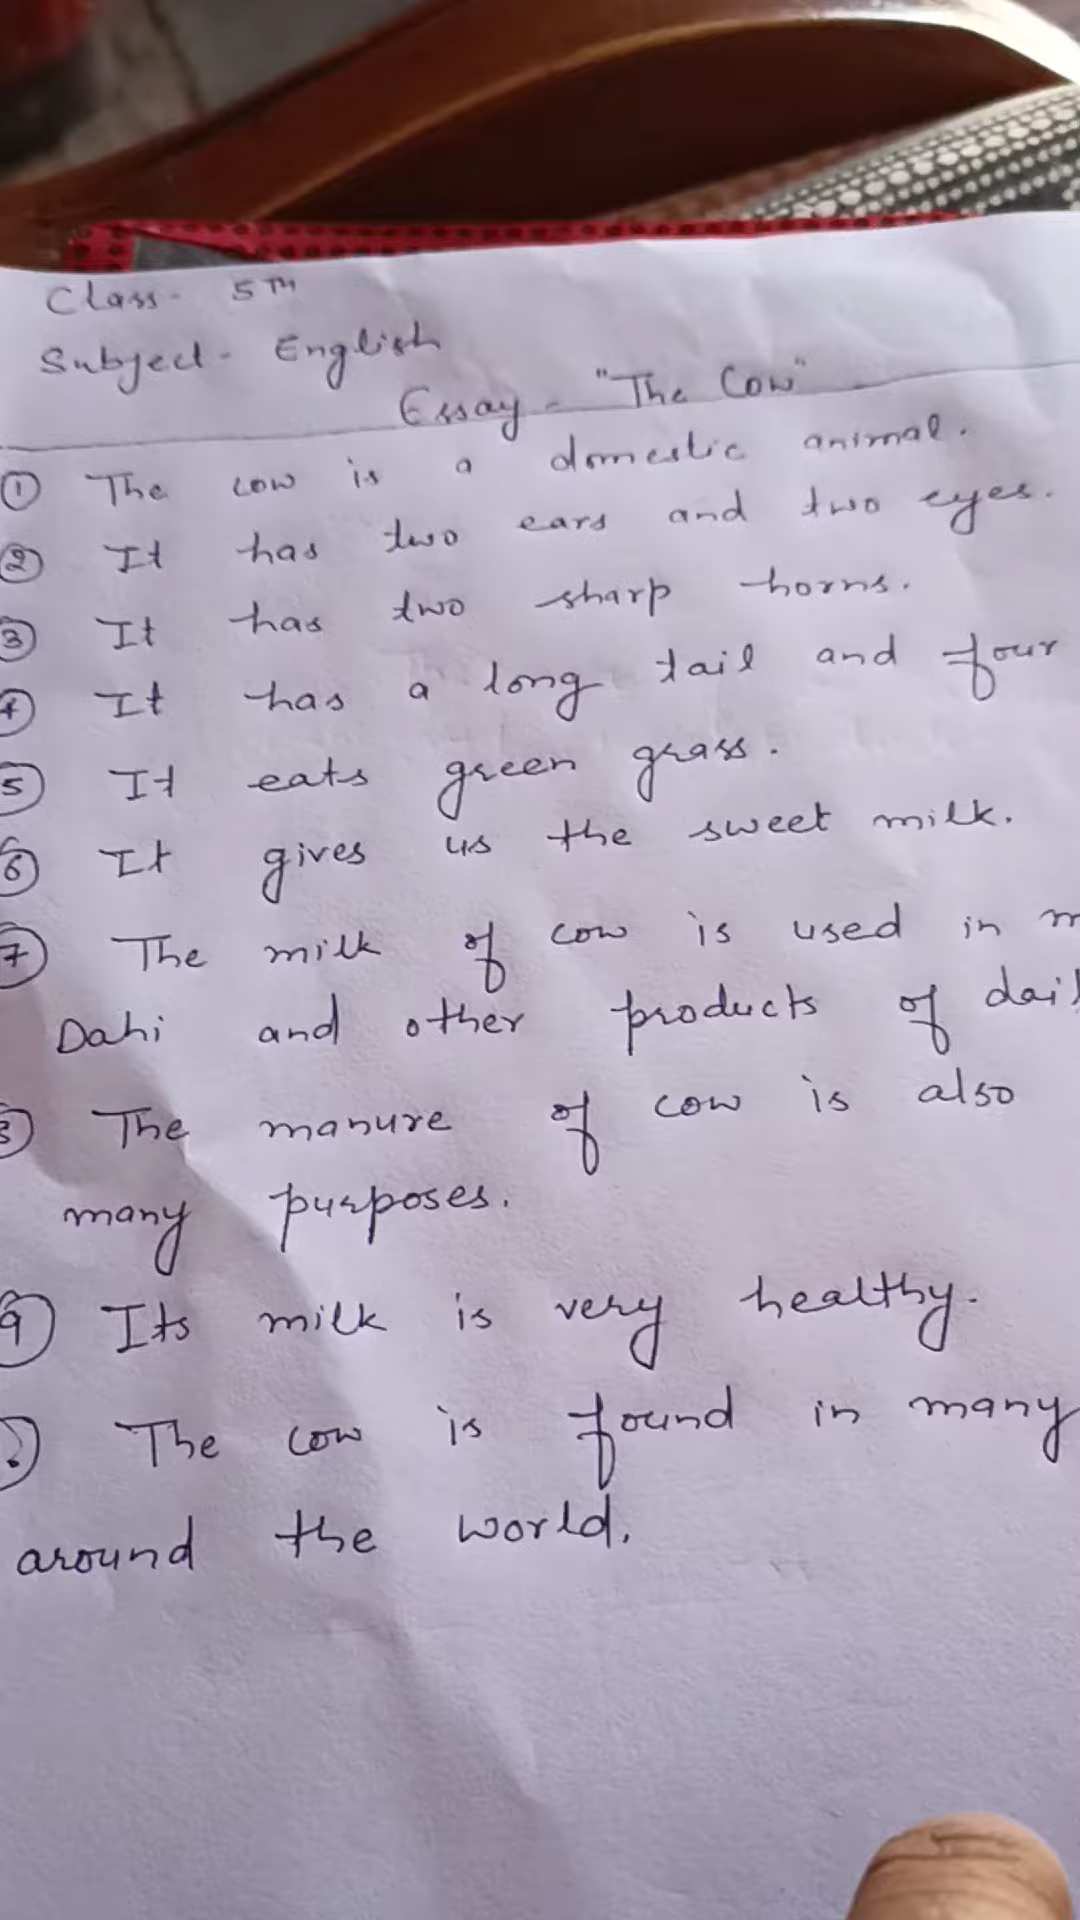 Class- 5TH
Subject- English
Essay- "The Cow"
① The cow is a domestic animal.
② It has two ears and two eyes.
③ It has two sharp horns.
④ It has a long tail and four
⑤ It eats green grass.
⑥ It gives us the sweet milk.
⑦ The milk of cow is used in
Dahi and other products of
⑧ The manure of cow is also
many purposes.
⑨ Its milk is very healthy.
The cow is found in many
around the world.